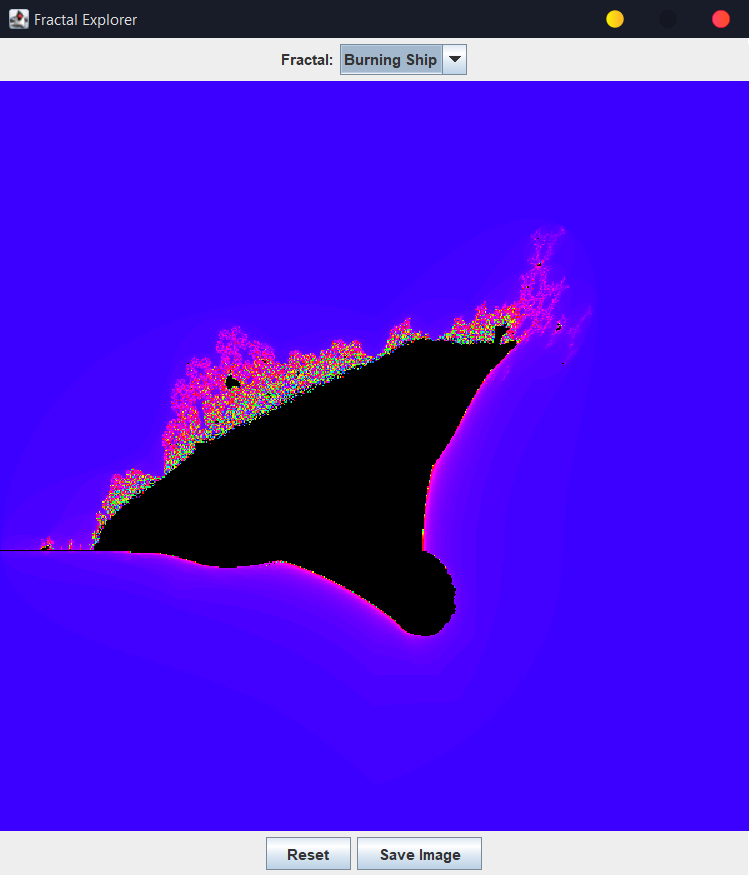 Fractal Explorer
Fractal: Burning Ship
Reset Save Image